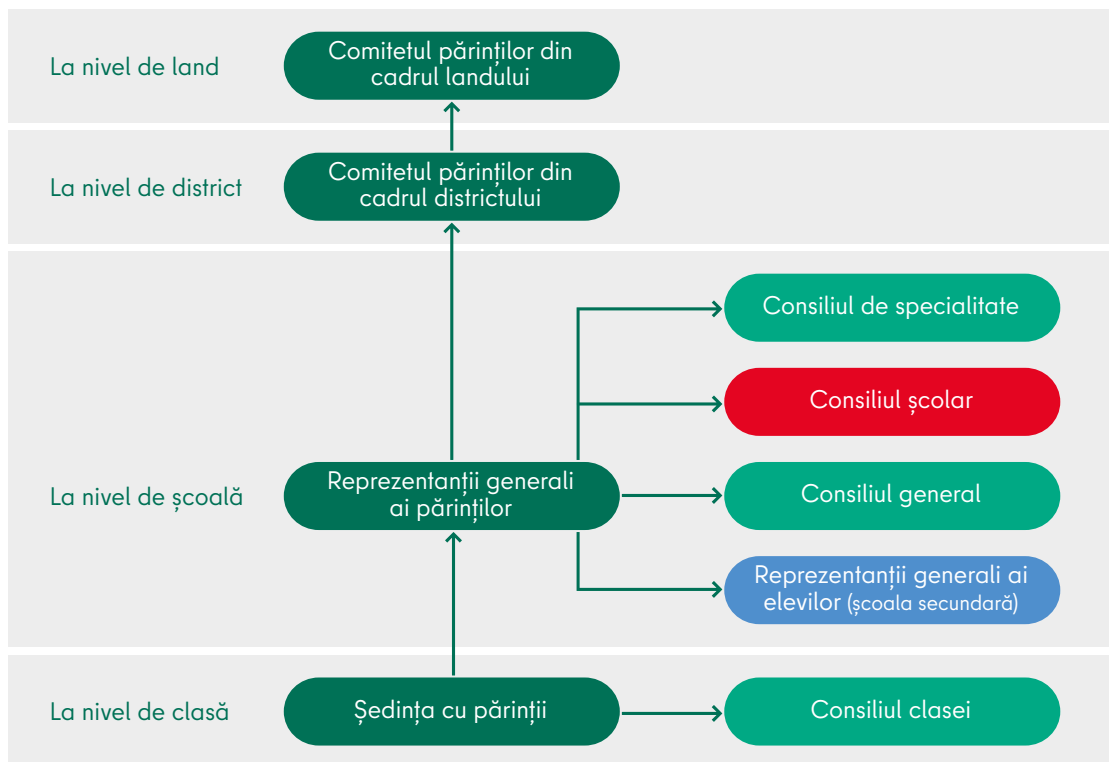 La nivel de land
Comitetul părinților din
cadrul landului
La nivel de district
Comitetul părinților din
cadrul districtului
Consiliul de specialitate
Consiliul școlar
La nivel de școală
Reprezentanții generali
ai părinților
Consiliul general
Reprezentanții generali ai
elevilor (școala secundară)
La nivel de clasă
Ședința cu părinții
Consiliul clasei